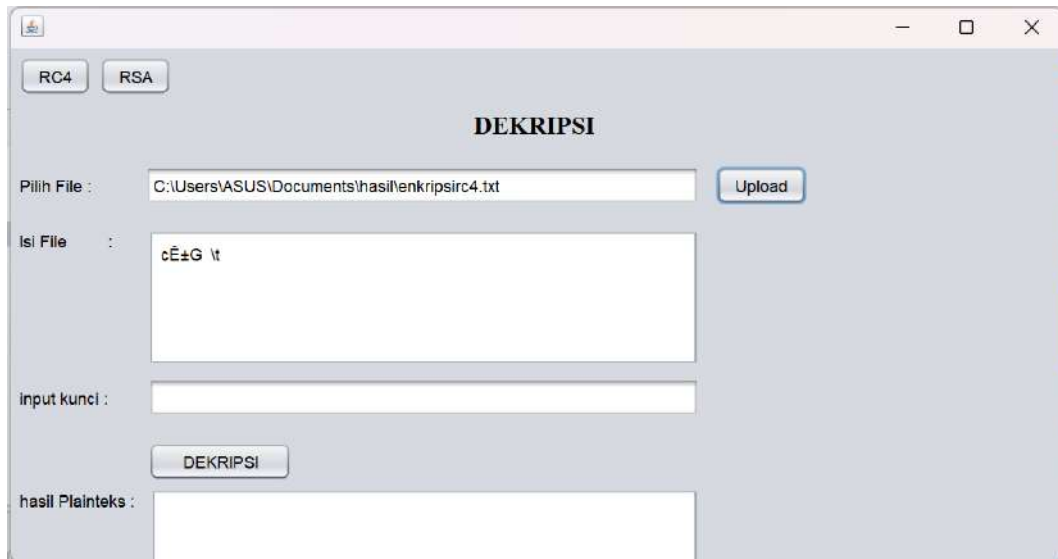 RC4 RSA
DEKRIPSI
Pilih File : C:\Users\ASUS\Documents\hasil\enkripsirc4.txt Upload
Isi File : cÊ±G \t
input kunci :
DEKRIPSI
hasil Plainteks :